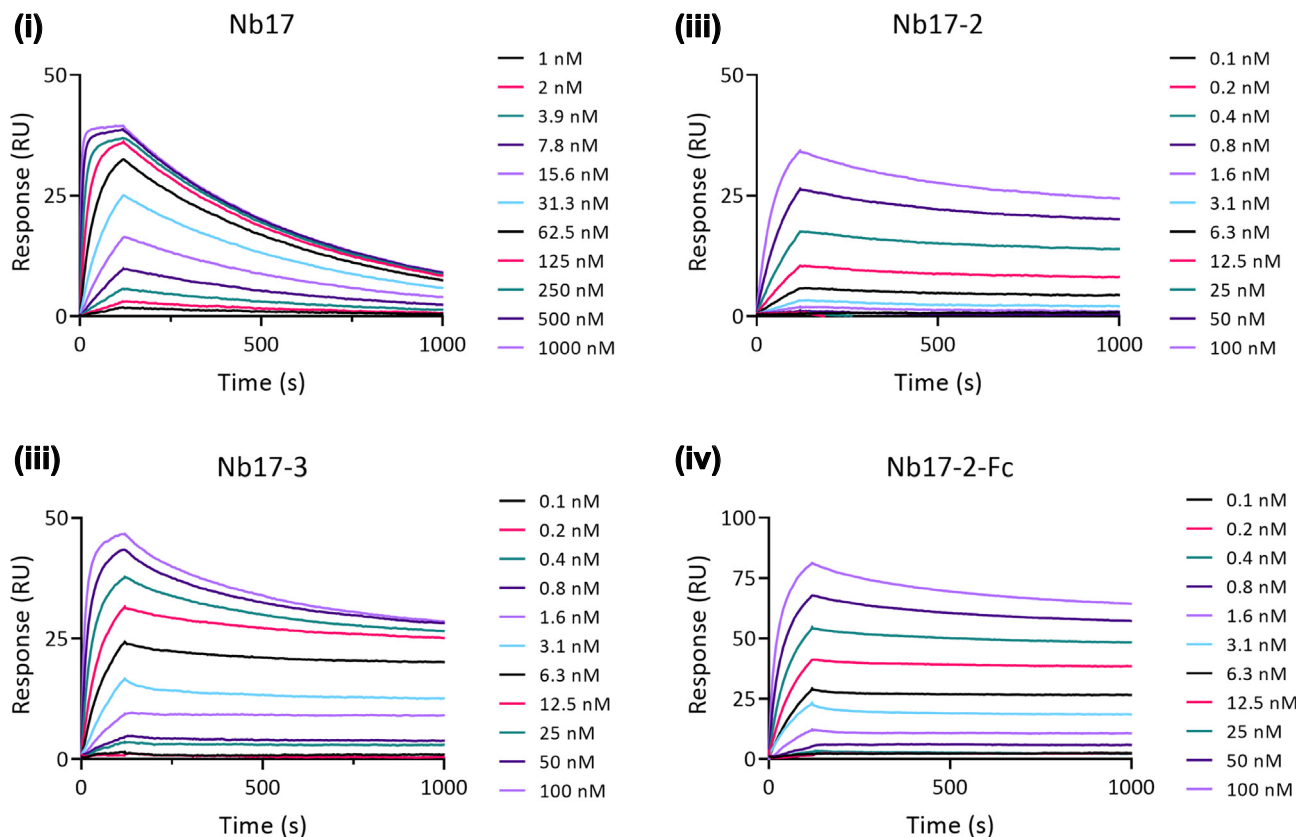 (i)
Nb17
50
25
0
0
500
1000
Response (RU)
Time (s)
1 nM
2 nM
3.9 nM
7.8 nM
15.6 nM
31.3 nM
62.5 nM
125 nM
250 nM
500 nM
1000 nM
(iii)
Nb17-2
50
25
0
0
500
1000
Response (RU)
Time (s)
0.1 nM
0.2 nM
0.4 nM
0.8 nM
1.6 nM
3.1 nM
6.3 nM
12.5 nM
25 nM
50 nM
100 nM
(iii)
Nb17-3
50
25
0
0
500
1000
Response (RU)
Time (s)
0.1 nM
0.2 nM
0.4 nM
0.8 nM
1.6 nM
3.1 nM
6.3 nM
12.5 nM
25 nM
50 nM
100 nM
(iv)
Nb17-2-Fc
100
75
50
25
0
0
500
1000
Response (RU)
Time (s)
0.1 nM
0.2 nM
0.4 nM
0.8 nM
1.6 nM
3.1 nM
6.3 nM
12.5 nM
25 nM
50 nM
100 nM